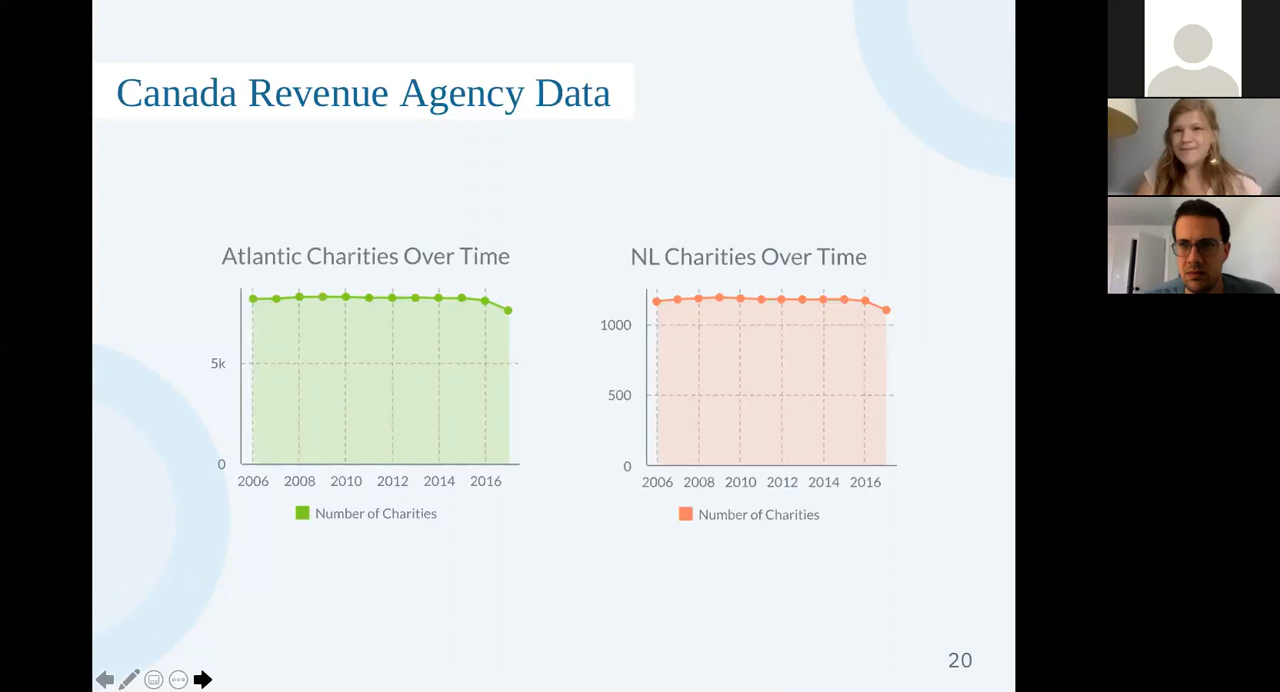 Canada Revenue Agency Data
Atlantic Charities Over Time
5k
0
2006 2008 2010 2012 2014 2016
Number of Charities
NL Charities Over Time
1000
500
0
2006 2008 2010 2012 2014 2016
Number of Charities
20